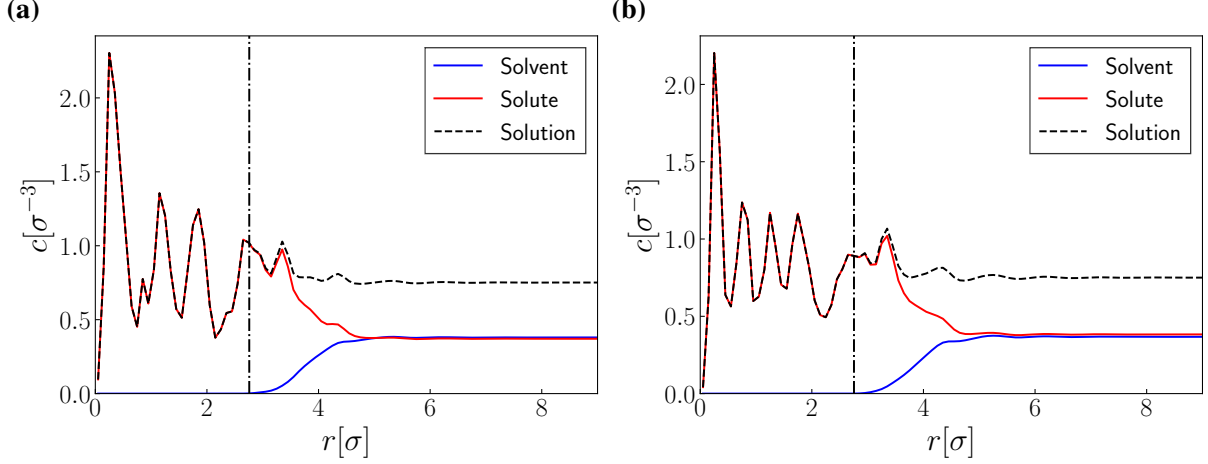 (a)
c[σ⁻³]
2.0
1.5
1.0
0.5
0.0
Solvent
Solute
Solution
0 2 4 6 8
r[σ]
(b)
c[σ⁻³]
2.0
1.5
1.0
0.5
0.0
Solvent
Solute
Solution
0 2 4 6 8
r[σ]